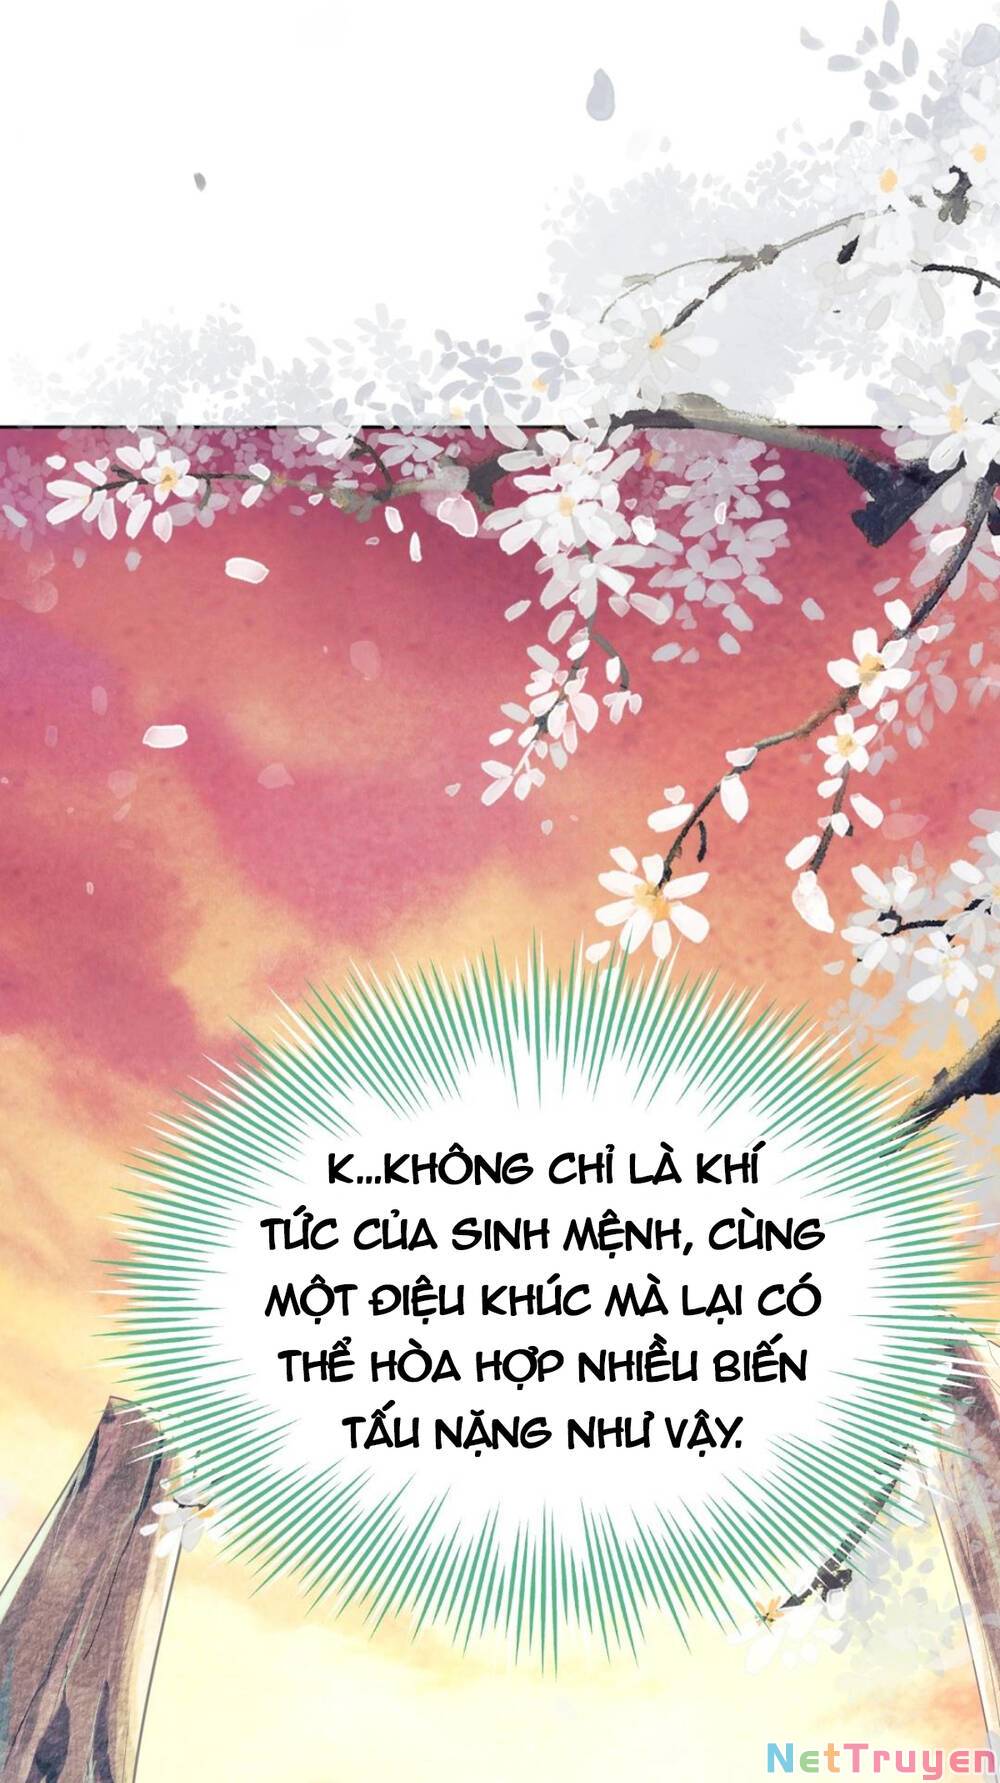 K...KHÔNG CHỈ LÀ KHÍ
TỨC CỦA SINH MỆNH, CÙNG
MỘT ĐIỆU KHÚC MÀ LẠI CÓ
THỂ HÒA HỢP NHIỀU BIẾN
TẤU NẶNG NHƯ VẬY.
NetTruyen